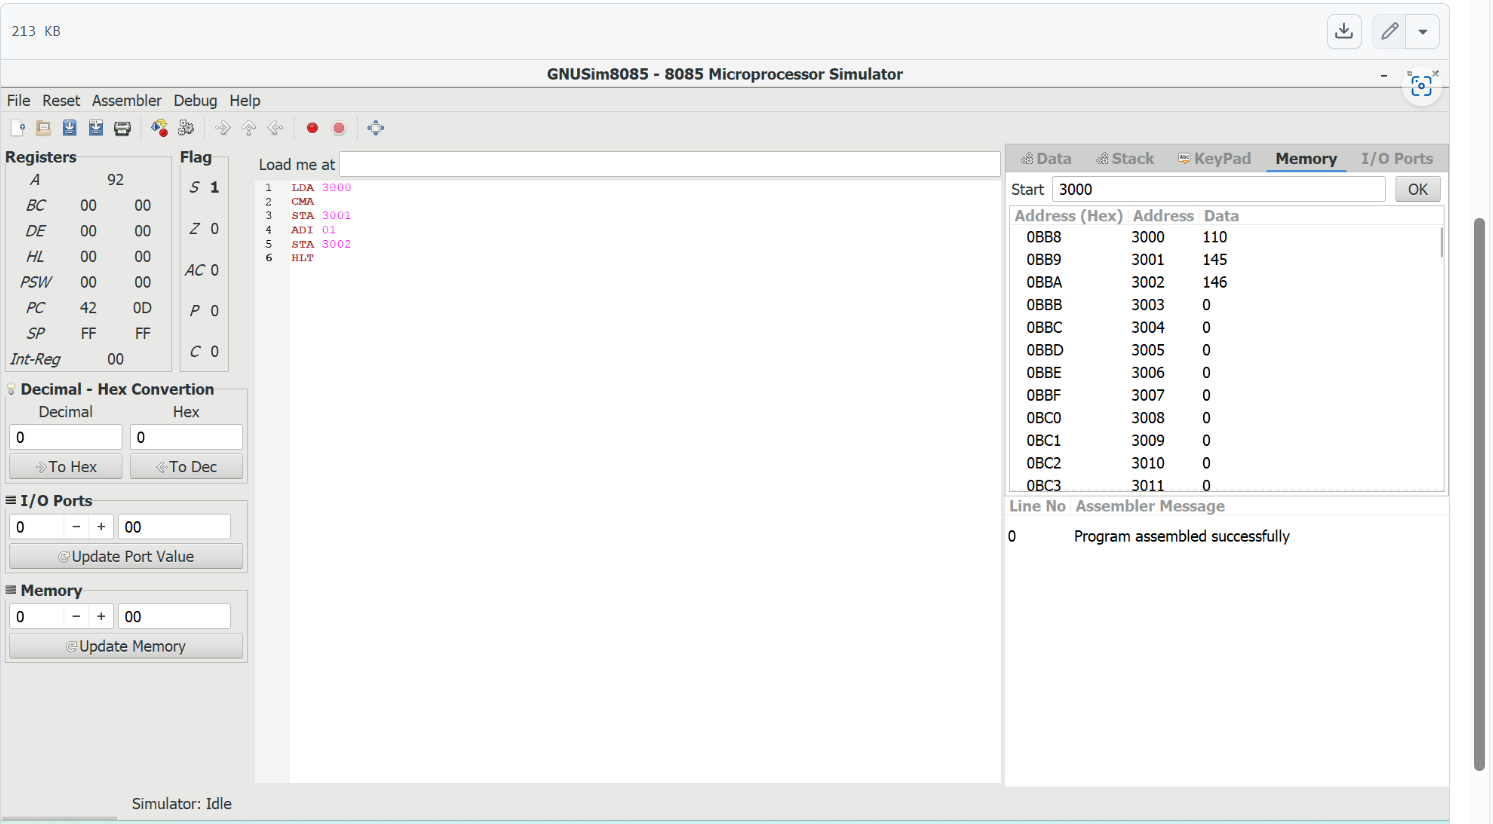 213 KB
GNUSim8085 - 8085 Microprocessor Simulator
File Reset Assembler Debug Help
Registers
A 92
BC 00 00
DE 00 00
HL 00 00
PSW 00 00
PC 42 0D
SP FF FF
Int-Reg 00
Flag
S 1
Z 0
AC 0
P 0
C 0
Decimal - Hex Convertion
Decimal Hex
0 0
To Hex To Dec
I/O Ports
0 - + 00
Update Port Value
Memory
0 - + 00
Update Memory
Load me at
1 LDA 3000
2 CMA
3 STA 3001
4 ADI 01
5 STA 3002
6 HLT
Data Stack KeyPad Memory I/O Ports
Start 3000 OK
Address (Hex) Address Data
0BB8 3000 110
0BB9 3001 145
0BBA 3002 146
0BBB 3003 0
0BBC 3004 0
0BBD 3005 0
0BBE 3006 0
0BBF 3007 0
0BC0 3008 0
0BC1 3009 0
0BC2 3010 0
0BC3 3011 0
Line No Assembler Message
0 Program assembled successfully
Simulator: Idle